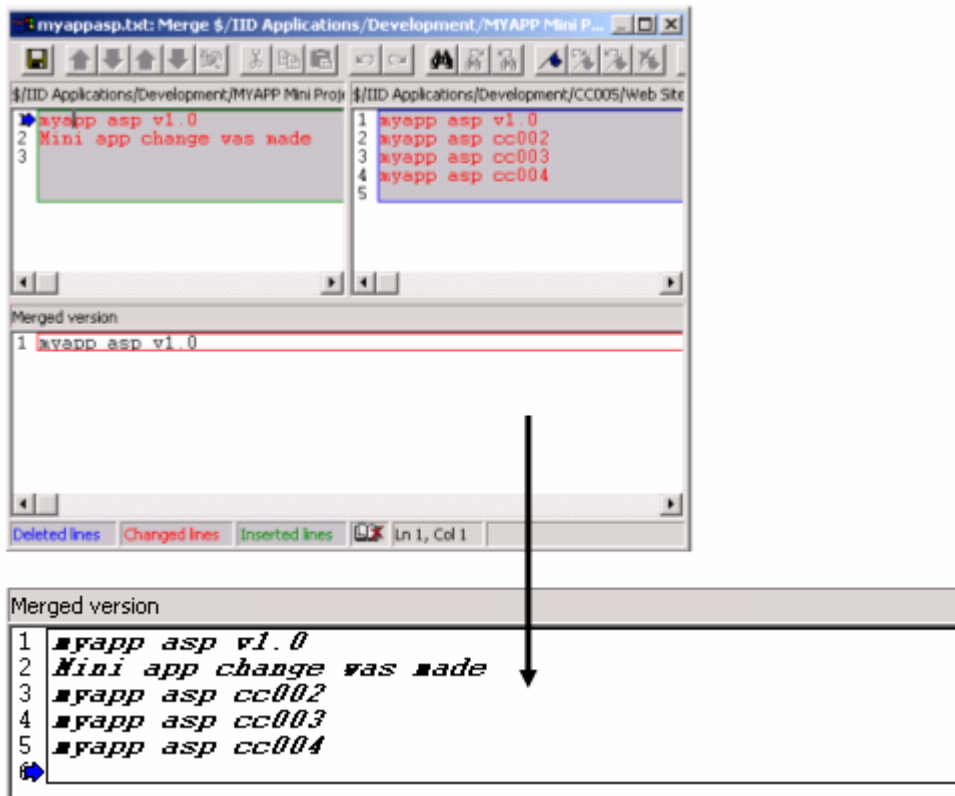 myappasp.txt: Merge $/IID Applications/Development/MYAPP Mini P...
$/IID Applications/Development/MYAPP Mini Proje
$/IID Applications/Development/CC005/Web Site
1 myapp asp v1.0
2 Mini app change was made
3
1 myapp asp v1.0
2 myapp asp cc002
3 myapp asp cc003
4 myapp asp cc004
5
Merged version
1 myapp asp v1.0
Deleted lines Changed lines Inserted lines Ln 1, Col 1
Merged version
1 myapp asp v1.0
2 Mini app change was made
3 myapp asp cc002
4 myapp asp cc003
5 myapp asp cc004
6